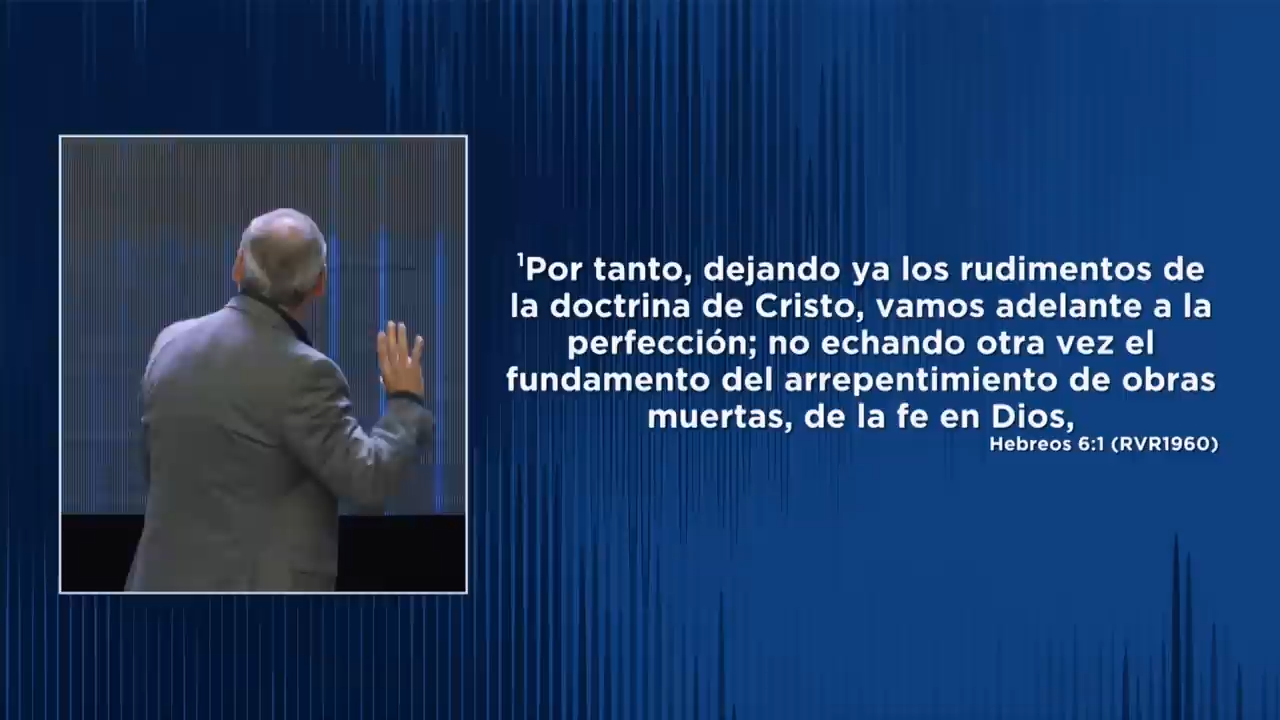 ¹Por tanto, dejando ya los rudimentos de
la doctrina de Cristo, vamos adelante a la
perfección; no echando otra vez el
fundamento del arrepentimiento de obras
muertas, de la fe en Dios,
Hebreos 6:1 (RVR1960)